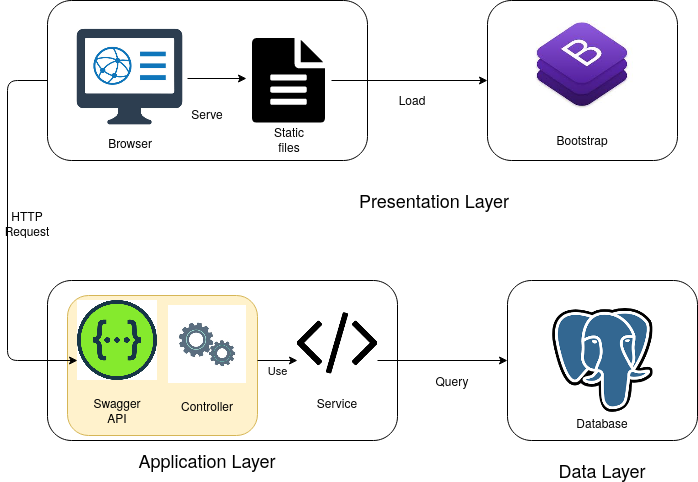 Serve
Browser
Static
files
Load
Bootstrap
B
Presentation Layer
HTTP
Request
{...}
Swagger
API
Controller
Use
</>
Service
Query
Database
Application Layer
Data Layer